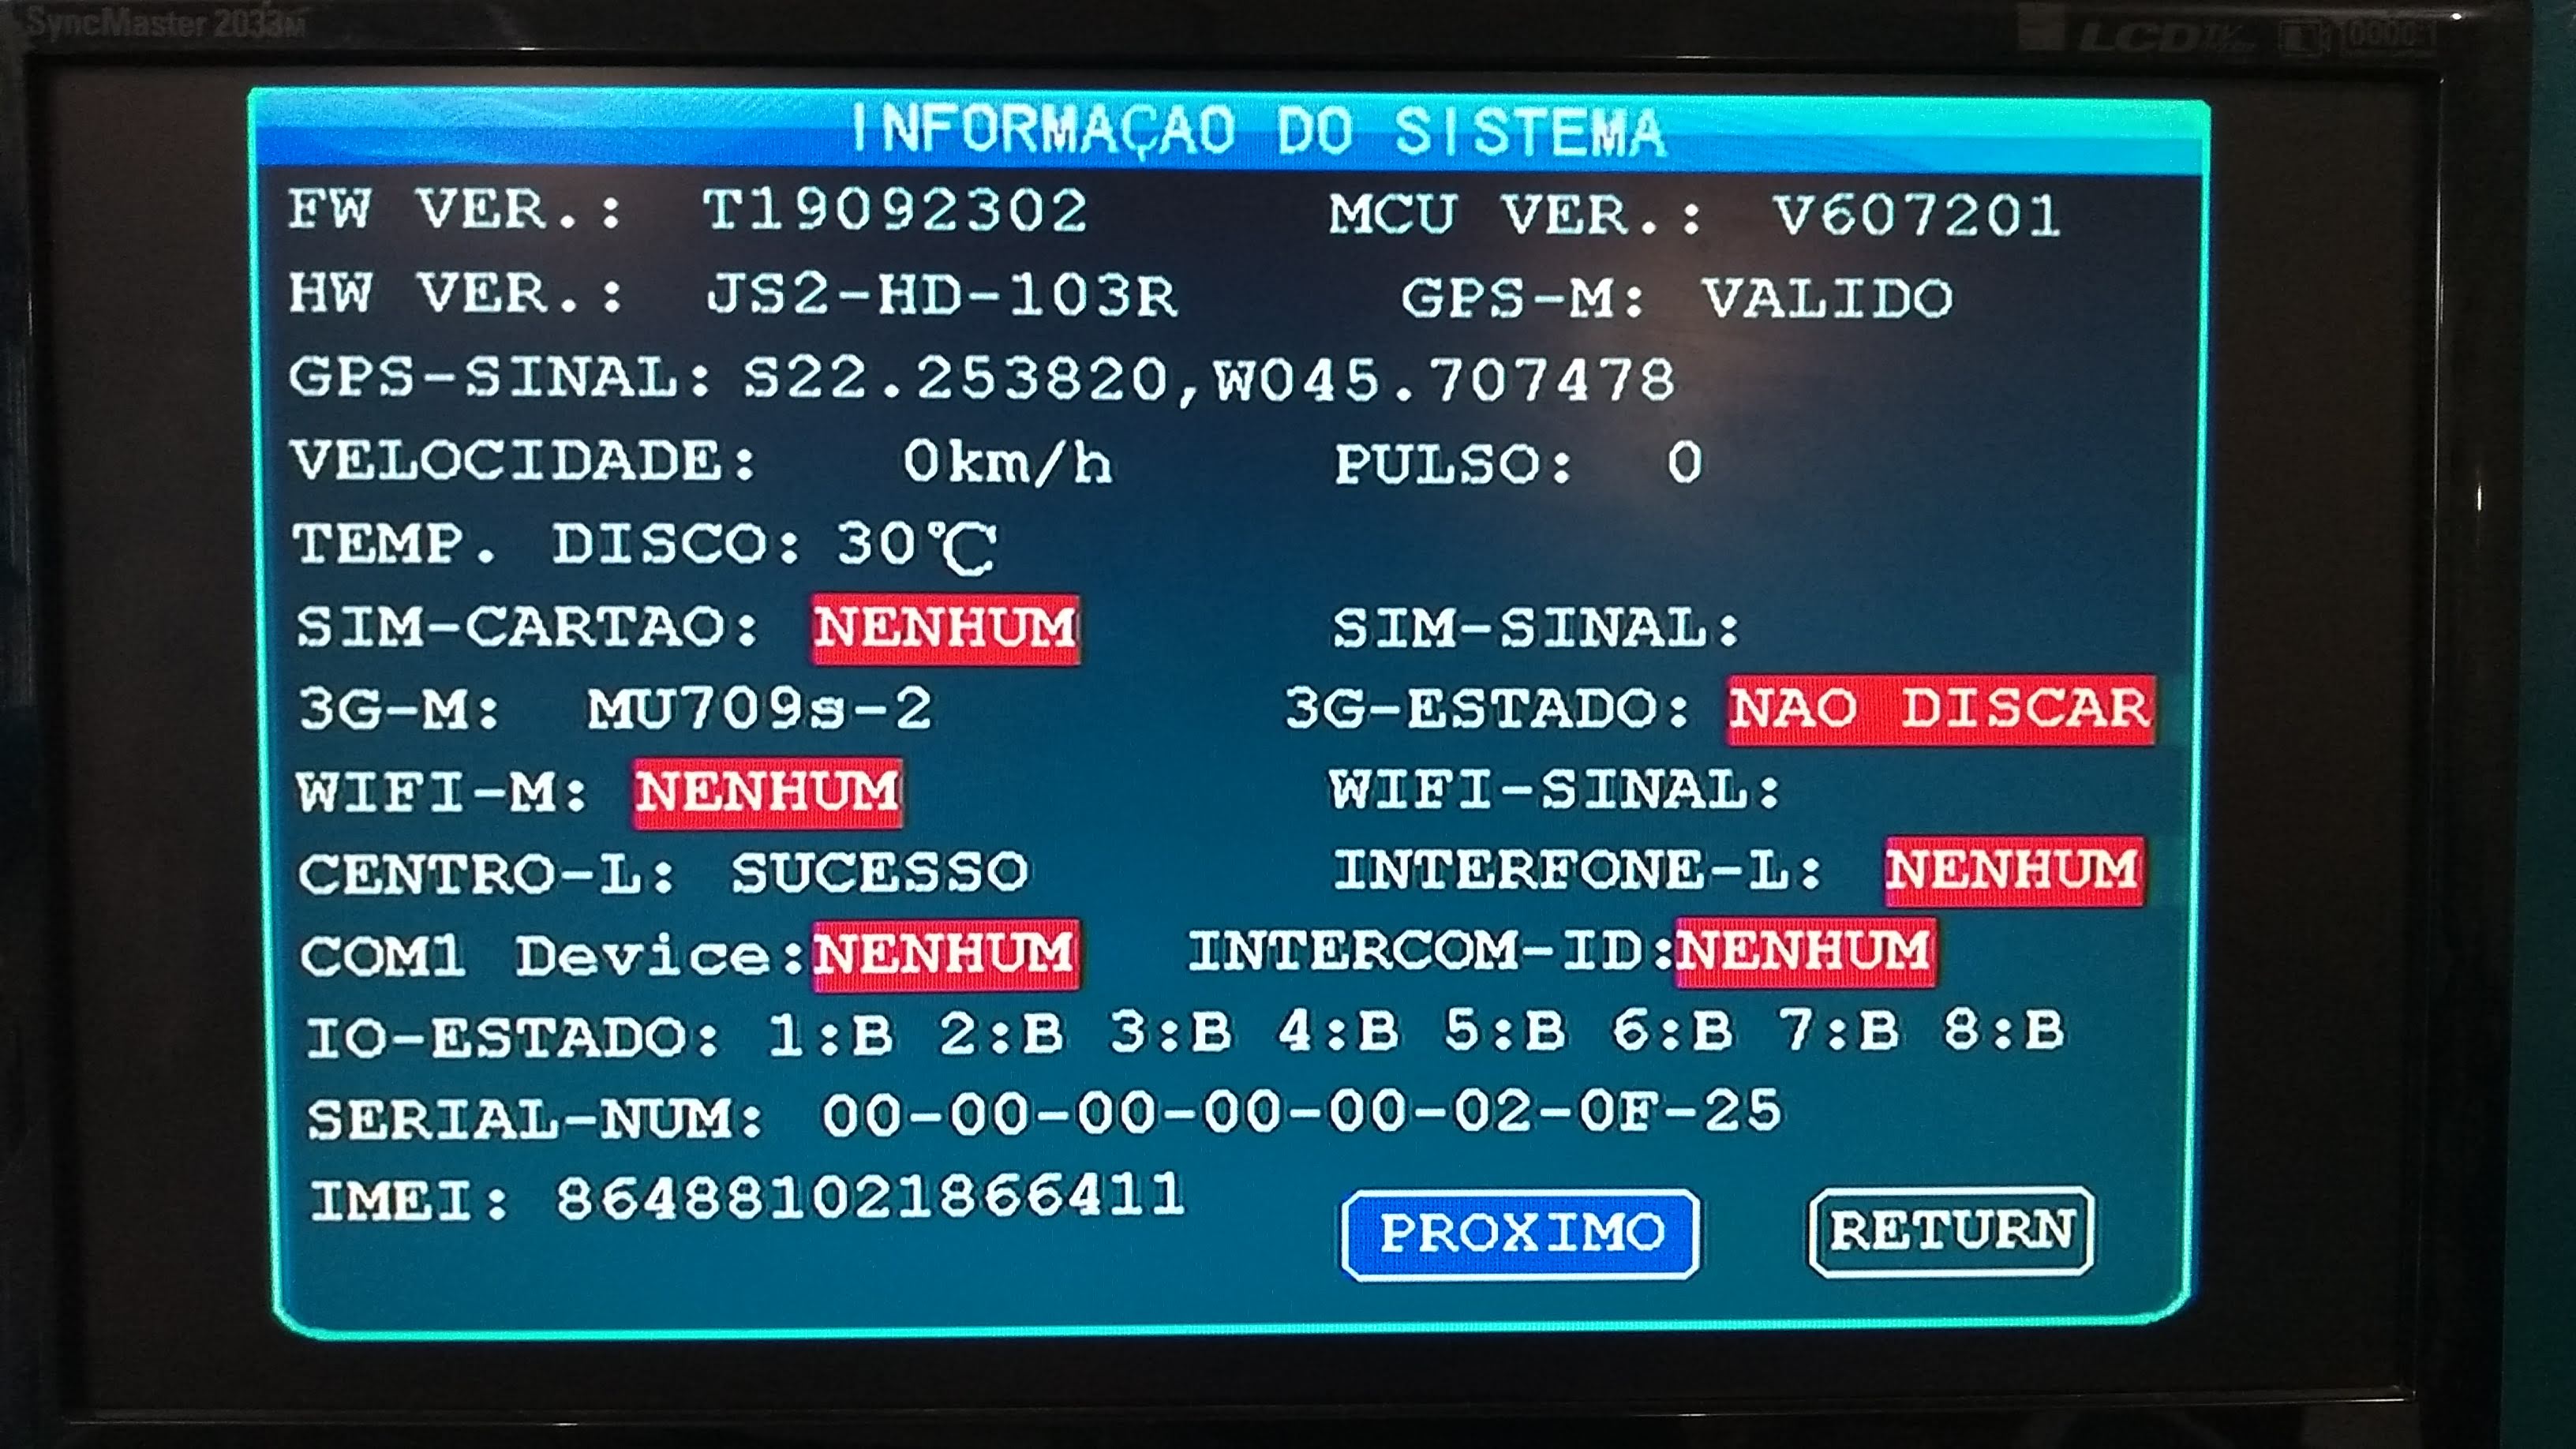 SyncMaster 2033M
LCD TV
INFORMAÇAO DO SISTEMA
FW VER.: T19092302 MCU VER.: V607201
HW VER.: JS2-HD-103R GPS-M: VALIDO
GPS-SINAL: S22.253820,W045.707478
VELOCIDADE: 0km/h PULSO: 0
TEMP. DISCO: 30℃
SIM-CARTAO: NENHUM SIM-SINAL:
3G-M: MU709s-2 3G-ESTADO: NAO DISCAR
WIFI-M: NENHUM WIFI-SINAL:
CENTRO-L: SUCESSO INTERFONE-L: NENHUM
COM1 Device:NENHUM INTERCOM-ID:NENHUM
IO-ESTADO: 1:B 2:B 3:B 4:B 5:B 6:B 7:B 8:B
SERIAL-NUM: 00-00-00-00-00-02-0F-25
IMEI: 864881021866411
PROXIMO RETURN